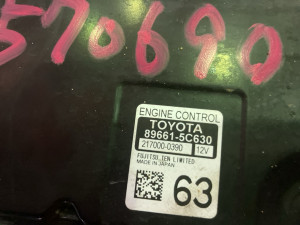 570690
ENGINE CONTROL
TOYOTA
89661-5C630
217000-0390 12V
FUJITSU TEN LIMITED
MADE IN JAPAN
63